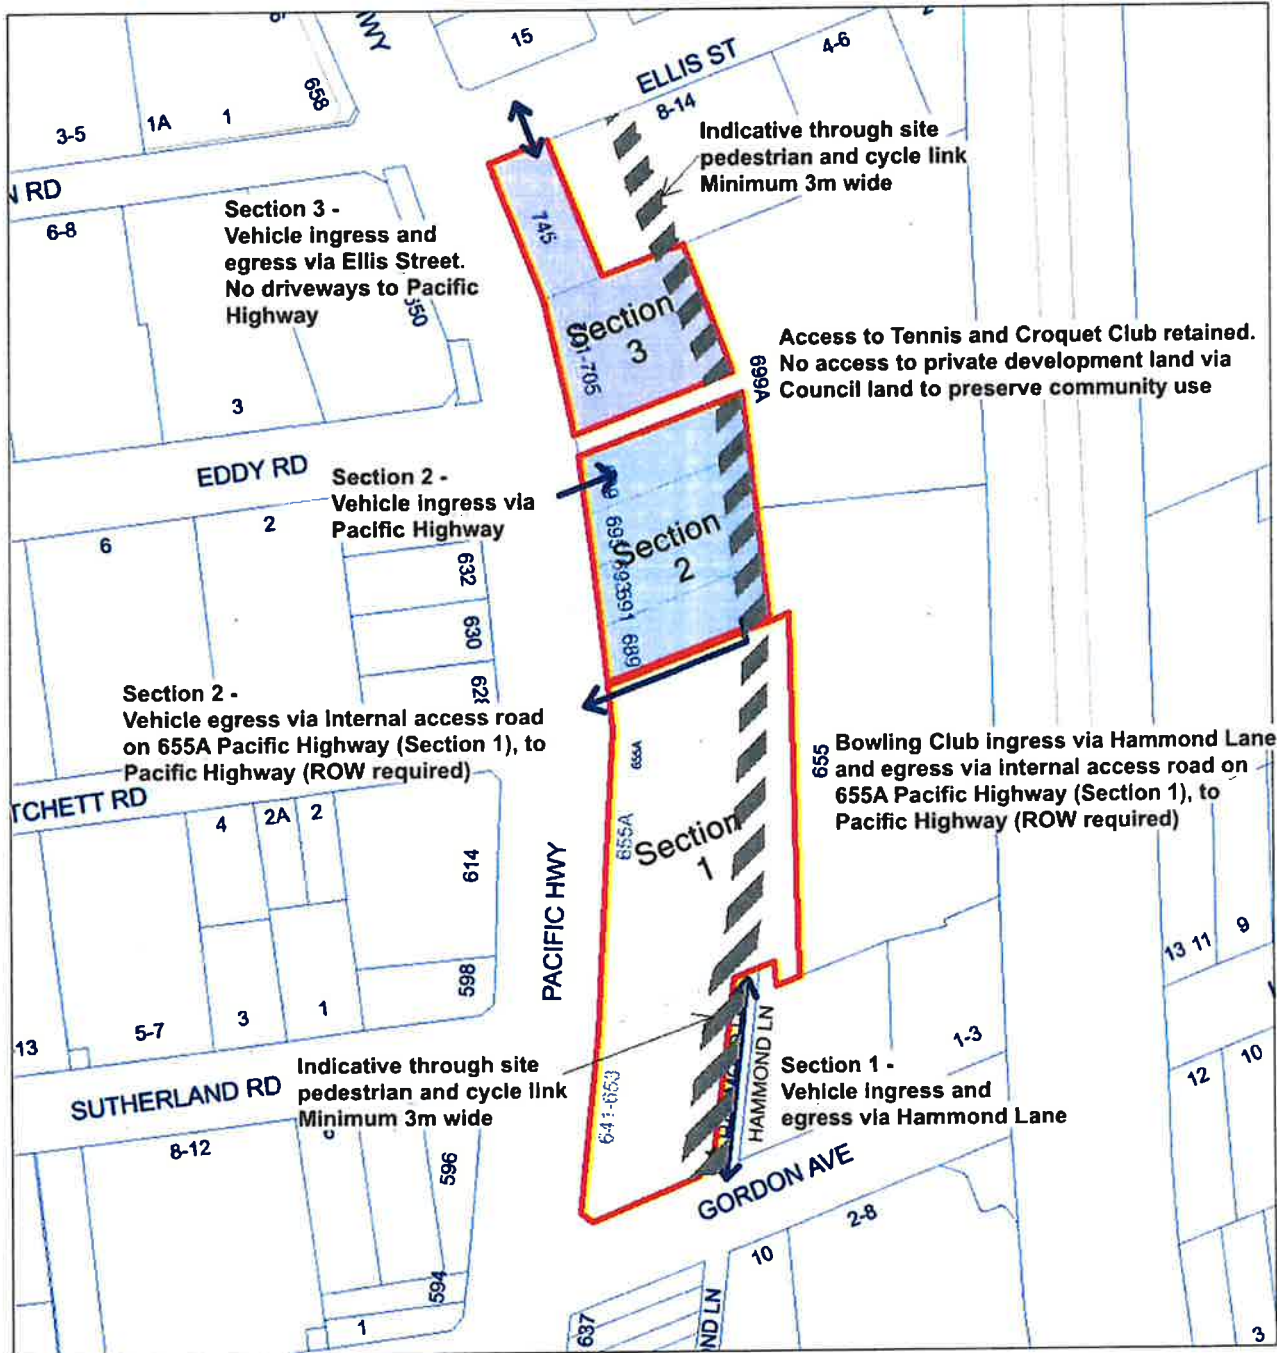 HWY
15
ELLIS ST
4-6
8-14
658
3-5
1A
1
Indicative through site
pedestrian and cycle link
Minimum 3m wide
N RD
6-8
Section 3 -
Vehicle ingress and
egress via Ellis Street.
No driveways to Pacific
Highway
745
Section
3
Access to Tennis and Croquet Club retained.
No access to private development land via
Council land to preserve community use
699A
3
EDDY RD
Section 2 -
Vehicle ingress via
Pacific Highway
6
2
632
630
Section
2
691
689
Section 2 -
Vehicle egress via internal access road
on 655A Pacific Highway (Section 1), to
Pacific Highway (ROW required)
655A
655
Bowling Club ingress via Hammond Lane
and egress via internal access road on
655A Pacific Highway (Section 1), to
Pacific Highway (ROW required)
TCHETT RD
4
2A
2
614
655A
Section
1
PACIFIC HWY
13
11
9
598
5-7
3
1
-13
HAMMOND LN
1-3
12
10
SUTHERLAND RD
Indicative through site
pedestrian and cycle link
Minimum 3m wide
641-653
Section 1 -
Vehicle ingress and
egress via Hammond Lane
8-12
596
GORDON AVE
2-8
10
594
1
637
ND LN
3